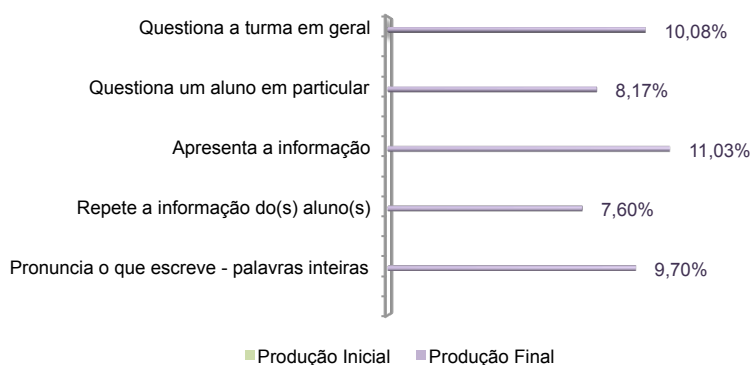 Questiona a turma em geral 10,08%
Questiona um aluno em particular 8,17%
Apresenta a informação 11,03%
Repete a informação do(s) aluno(s) 7,60%
Pronuncia o que escreve - palavras inteiras 9,70%
Produção Inicial Produção Final